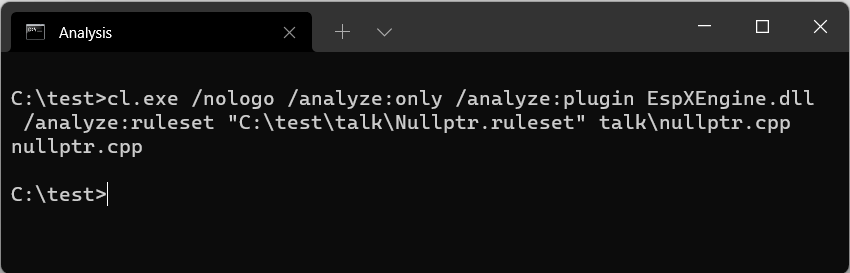 Analysis
C:\test>cl.exe /nologo /analyze:only /analyze:plugin EspXEngine.dll
/analyze:ruleset "C:\test\talk\Nullptr.ruleset" talk\nullptr.cpp
nullptr.cpp
C:\test>